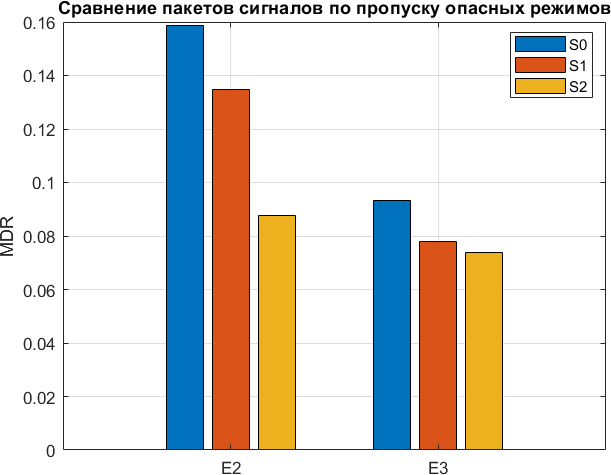 Сравнение пакетов сигналов по пропуску опасных режимов
S0
S1
S2
MDR
0.16
0.14
0.12
0.1
0.08
0.06
0.04
0.02
0
E2
E3